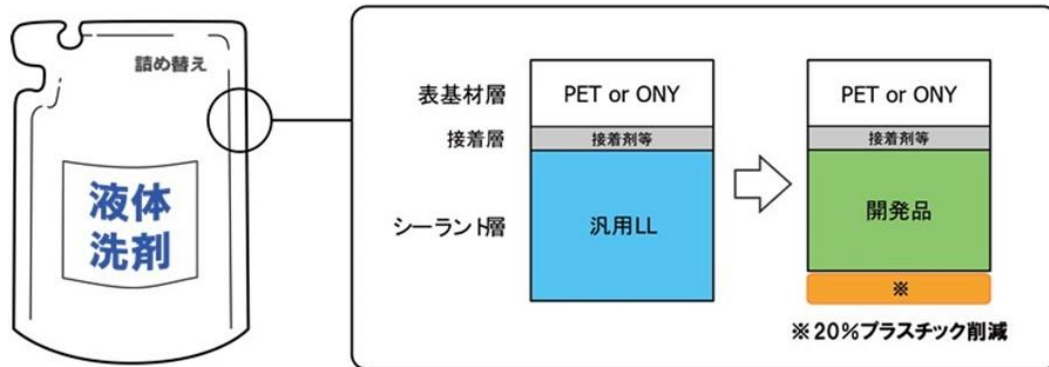 詰め替え
液体
洗剤
表基材層
接着層
シーラント層
PET or ONY
接着剤等
汎用LL
PET or ONY
接着剤等
開発品
※
※20%プラスチック削減